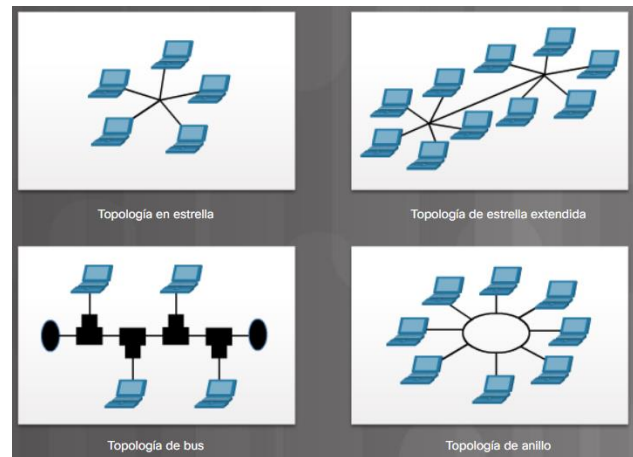 Topología en estrella
Topología de estrella extendida
Topología de bus
Topología de anillo